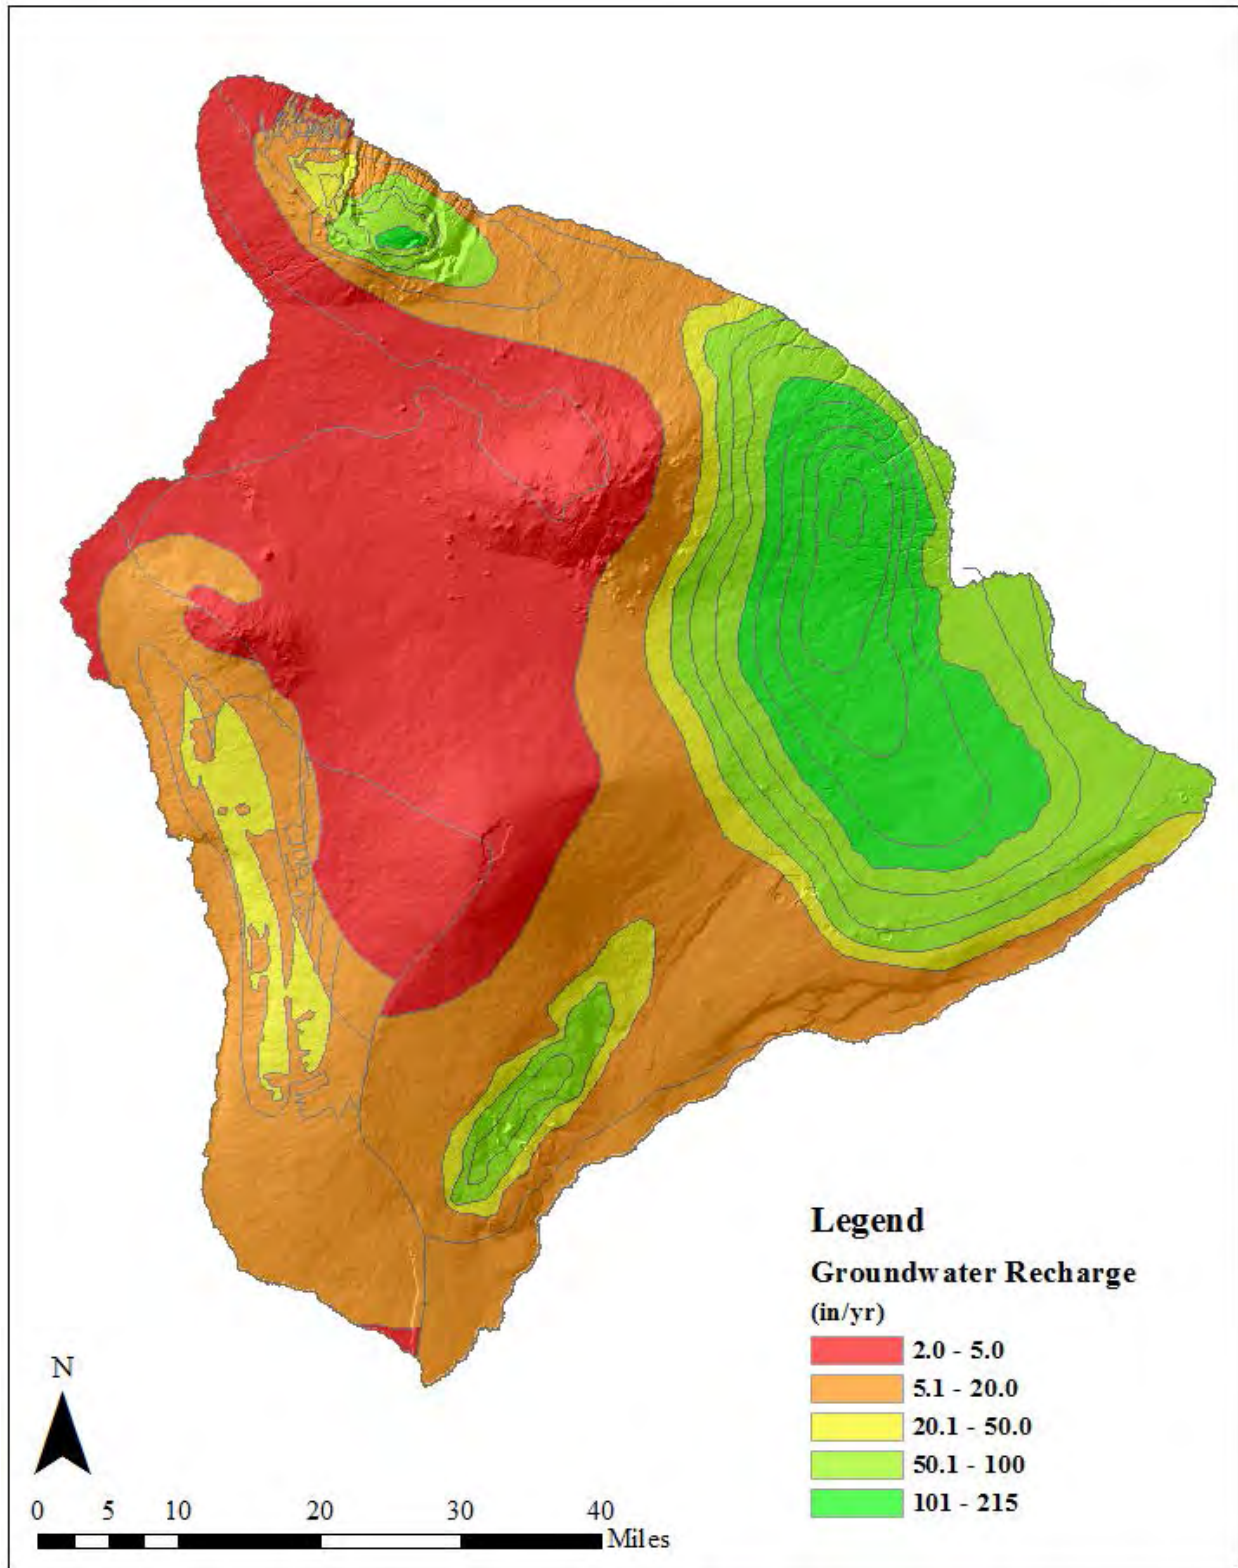 Legend
Groundwater Recharge
(in/yr)
2.0 - 5.0
5.1 - 20.0
20.1 - 50.0
50.1 - 100
101 - 215
N
0 5 10 20 30 40
Miles